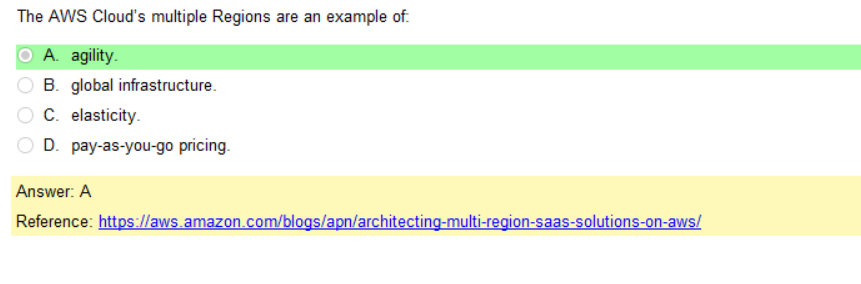 The AWS Cloud's multiple Regions are an example of:
A. agility.
B. global infrastructure.
C. elasticity.
D. pay-as-you-go pricing.
Answer: A
Reference: https://aws.amazon.com/blogs/apn/architecting-multi-region-saas-solutions-on-aws/